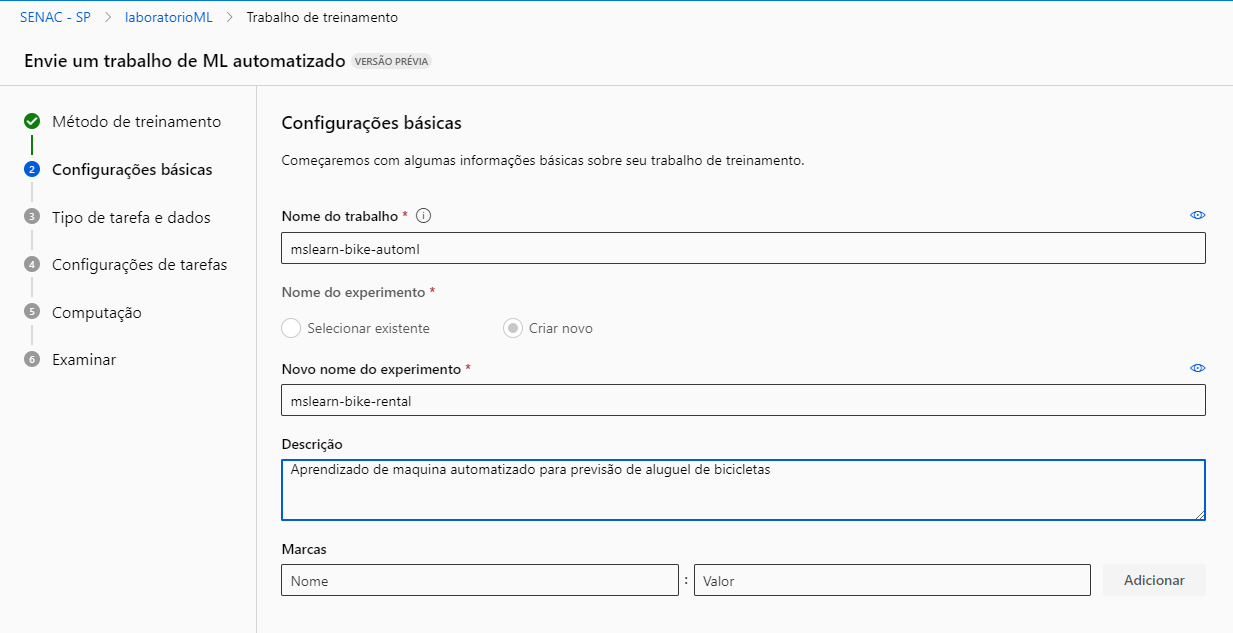 SENAC - SP > laboratorioML > Trabalho de treinamento
Envie um trabalho de ML automatizado VERSÃO PRÉVIA
Método de treinamento
2 Configurações básicas
3 Tipo de tarefa e dados
4 Configurações de tarefas
5 Computação
6 Examinar
Configurações básicas
Começaremos com algumas informações básicas sobre seu trabalho de treinamento.
Nome do trabalho *
mslearn-bike-automl
Nome do experimento *
Selecionar existente Criar novo
Novo nome do experimento *
mslearn-bike-rental
Descrição
Aprendizado de maquina automatizado para previsão de aluguel de bicicletas
Marcas
Nome : Valor Adicionar